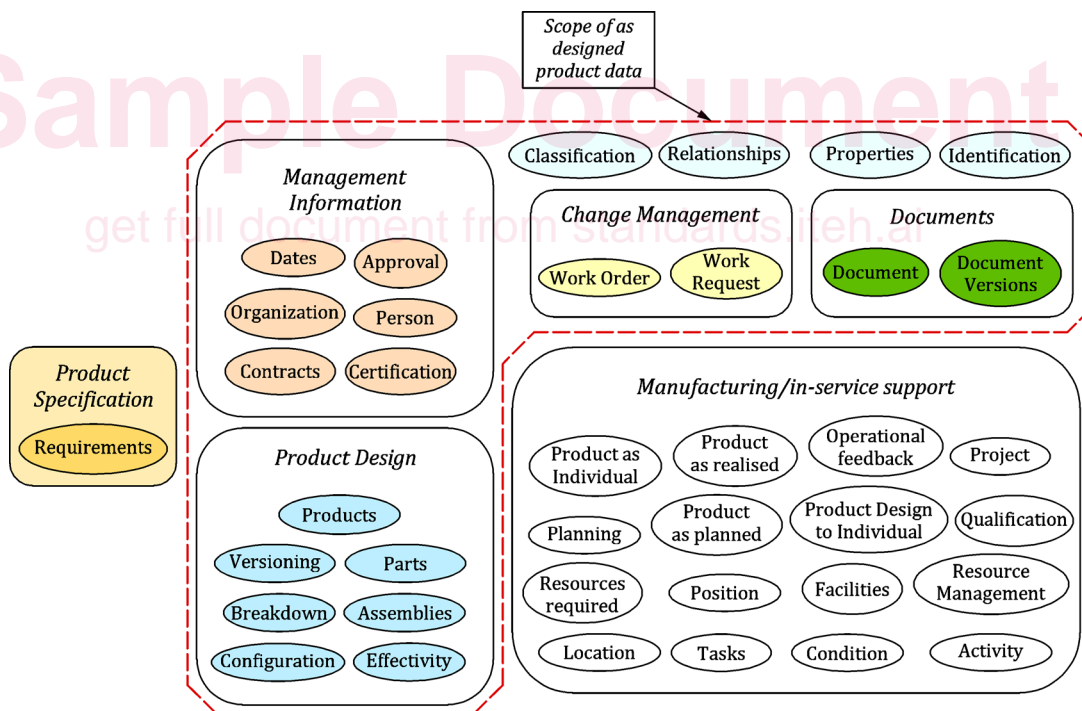 Scope of as
designed
product data
Sample Document
get full document from standards.iteh.ai
Classification
Relationships
Properties
Identification
Management
Information
Dates
Approval
Organization
Person
Contracts
Certification
Change Management
Work Order
Work
Request
Documents
Document
Document
Versions
Product
Specification
Requirements
Product Design
Products
Versioning
Parts
Breakdown
Assemblies
Configuration
Effectivity
Manufacturing/in-service support
Product as
Individual
Product
as realised
Operational
feedback
Project
Planning
Product
as planned
Product Design
to Individual
Qualification
Resources
required
Position
Facilities
Resource
Management
Location
Tasks
Condition
Activity